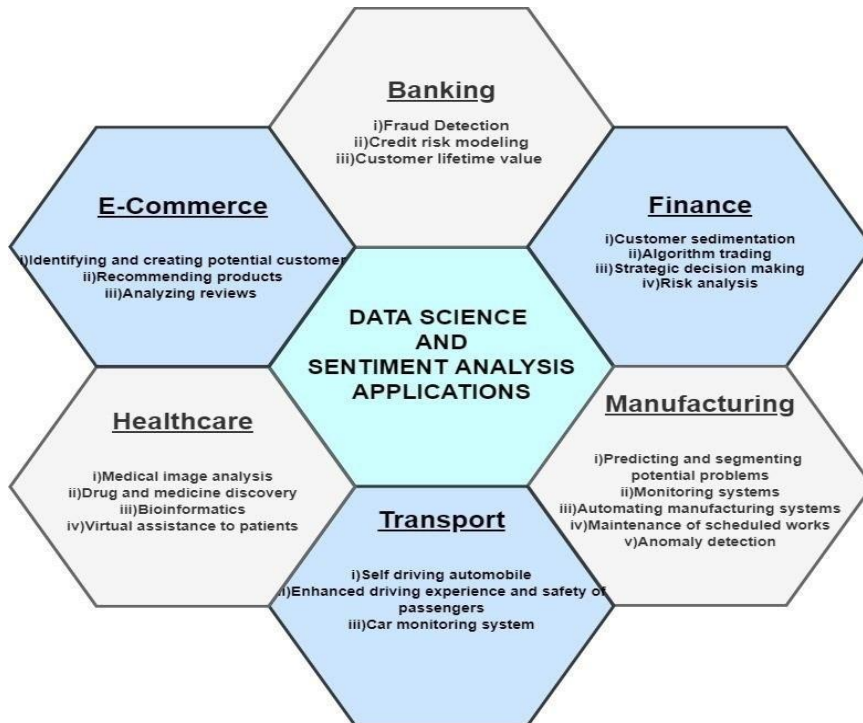 Banking
i)Fraud Detection
ii)Credit risk modeling
iii)Customer lifetime value
E-Commerce
i)Identifying and creating potential customer
ii)Recommending products
iii)Analyzing reviews
Finance
i)Customer sedimentation
ii)Algorithm trading
iii)Strategic decision making
iv)Risk analysis
DATA SCIENCE
AND
SENTIMENT ANALYSIS
APPLICATIONS
Healthcare
i)Medical image analysis
ii)Drug and medicine discovery
iii)Bioinformatics
iv)Virtual assistance to patients
Manufacturing
i)Predicting and segmenting
potential problems
ii)Monitoring systems
iii)Automating manufacturing systems
iv)Maintenance of scheduled works
v)Anomaly detection
Transport
i)Self driving automobile
ii)Enhanced driving experience and safety of
passengers
iii)Car monitoring system